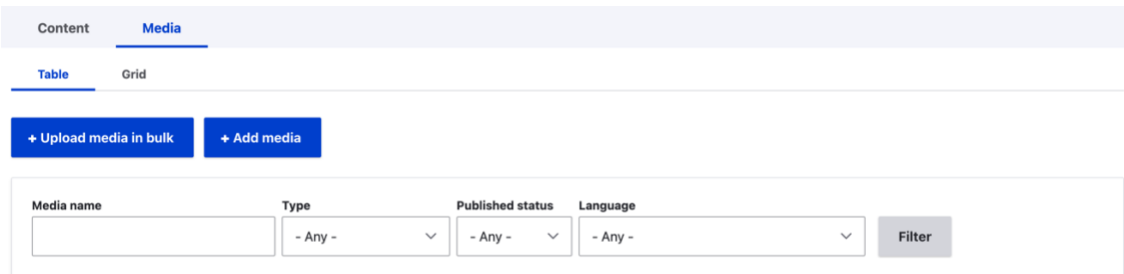 Content Media
Table Grid
+ Upload media in bulk + Add media
Media name Type Published status Language
- Any - - Any - - Any - Filter